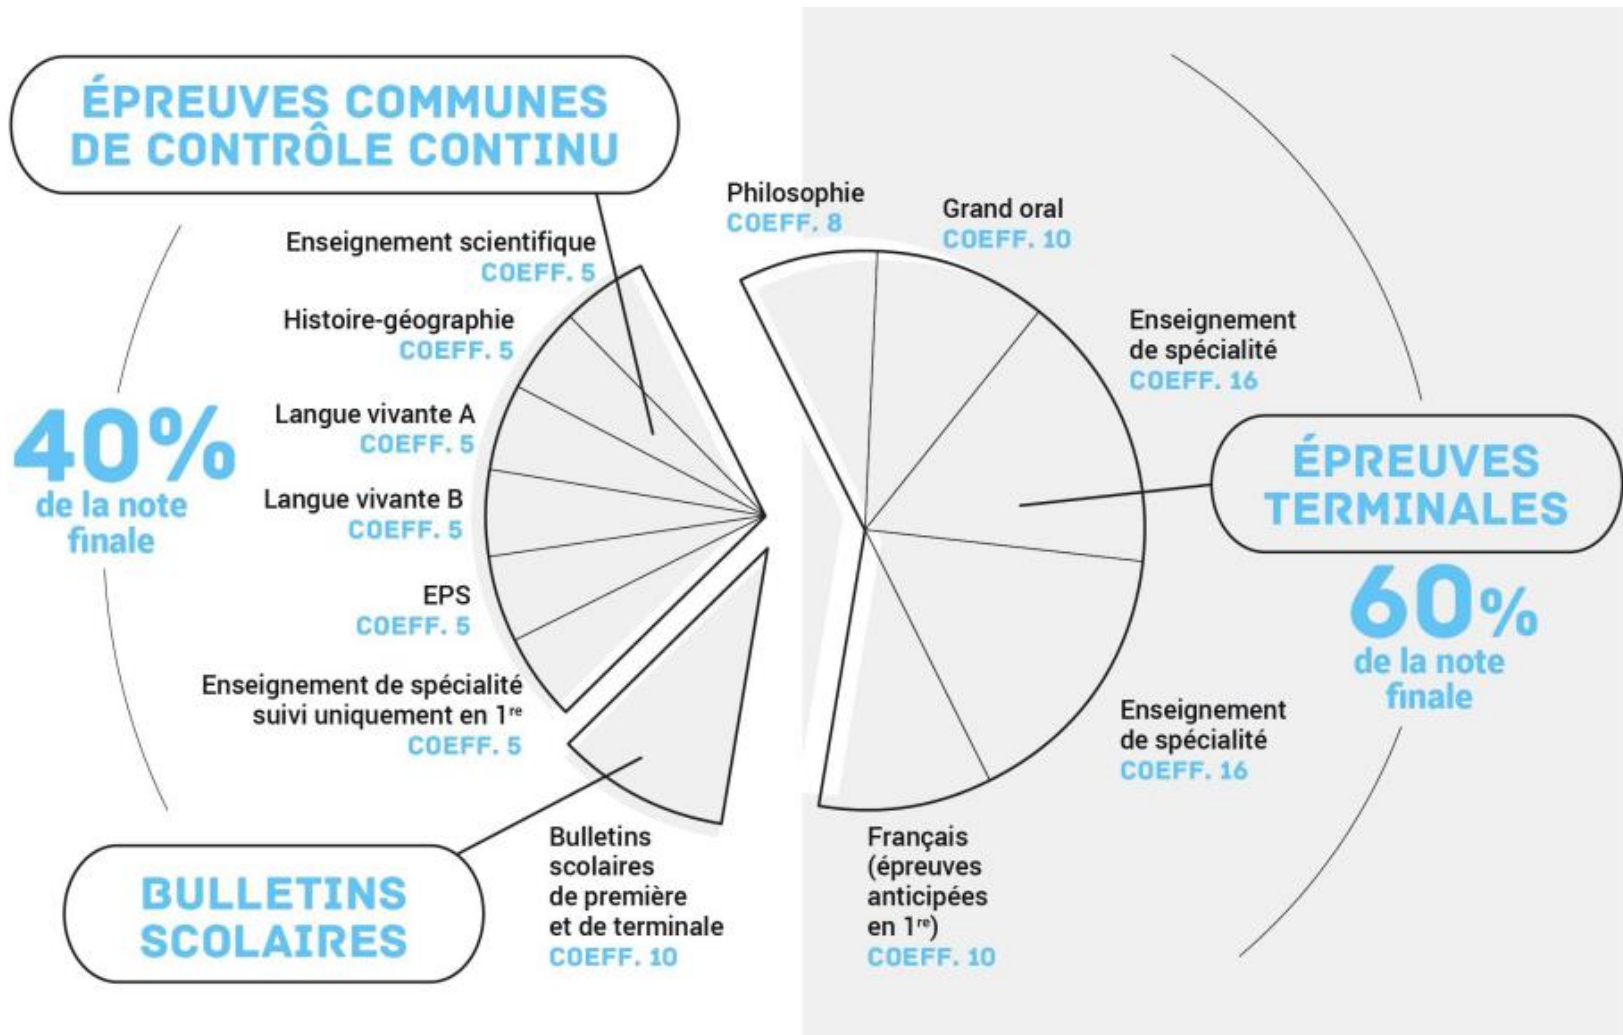 ÉPREUVES COMMUNES
DE CONTRÔLE CONTINU
Enseignement scientifique
COEFF. 5
Histoire-géographie
COEFF. 5
Langue vivante A
COEFF. 5
Langue vivante B
COEFF. 5
EPS
COEFF. 5
Enseignement de spécialité
suivi uniquement en 1re
COEFF. 5
40%
de la note
finale
BULLETINS
SCOLAIRES
Bulletins
scolaires
de première
et de terminale
COEFF. 10
Philosophie
COEFF. 8
Grand oral
COEFF. 10
Enseignement
de spécialité
COEFF. 16
ÉPREUVES
TERMINALES
60%
de la note
finale
Enseignement
de spécialité
COEFF. 16
Français
(épreuves
anticipées
en 1re)
COEFF. 10